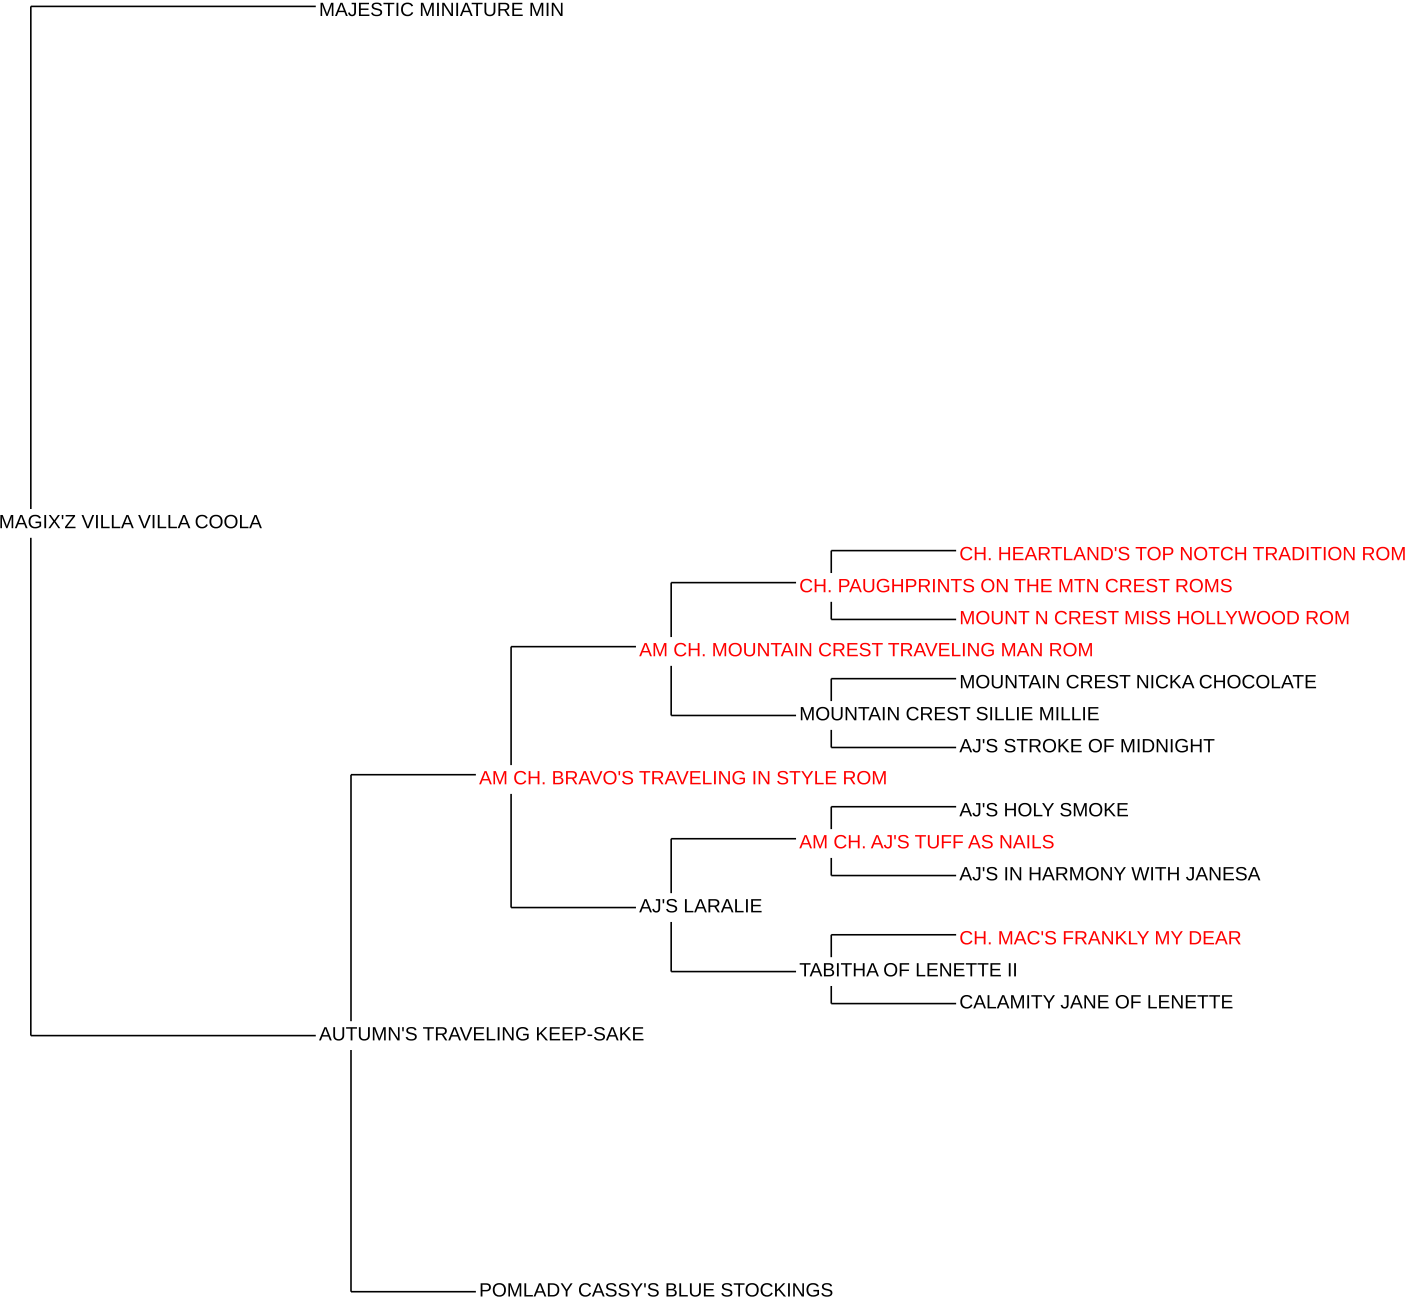 MAJESTIC MINIATURE MIN
MAGIX'Z VILLA VILLA COOLA
CH. HEARTLAND'S TOP NOTCH TRADITION ROM
CH. PAUGHPRINTS ON THE MTN CREST ROMS
MOUNT N CREST MISS HOLLYWOOD ROM
AM CH. MOUNTAIN CREST TRAVELING MAN ROM
MOUNTAIN CREST NICKA CHOCOLATE
MOUNTAIN CREST SILLIE MILLIE
AJ'S STROKE OF MIDNIGHT
AM CH. BRAVO'S TRAVELING IN STYLE ROM
AJ'S HOLY SMOKE
AM CH. AJ'S TUFF AS NAILS
AJ'S IN HARMONY WITH JANESA
AJ'S LARALIE
CH. MAC'S FRANKLY MY DEAR
TABITHA OF LENETTE II
CALAMITY JANE OF LENETTE
AUTUMN'S TRAVELING KEEP-SAKE
POMLADY CASSY'S BLUE STOCKINGS